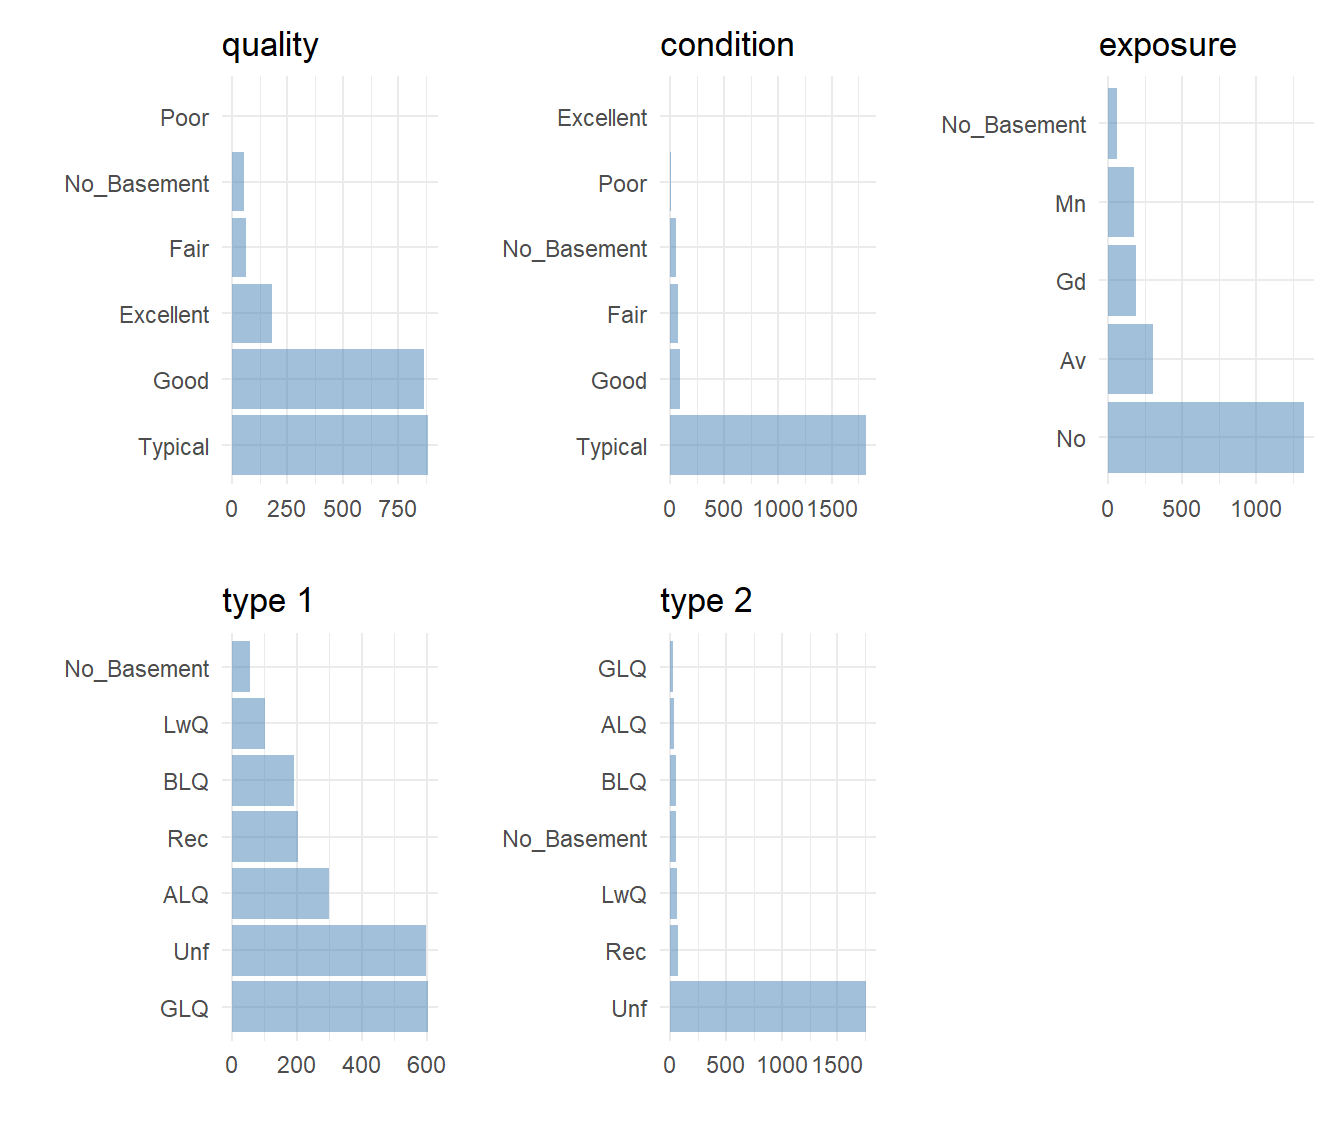 quality
Poor
No_Basement
Fair
Excellent
Good
Typical
0 250 500 750
condition
Excellent
Poor
No_Basement
Fair
Good
Typical
0 500 1000 1500
exposure
No_Basement
Mn
Gd
Av
No
0 500 1000
type 1
No_Basement
LwQ
BLQ
Rec
ALQ
Unf
GLQ
0 200 400 600
type 2
GLQ
ALQ
BLQ
No_Basement
LwQ
Rec
Unf
0 500 1000 1500